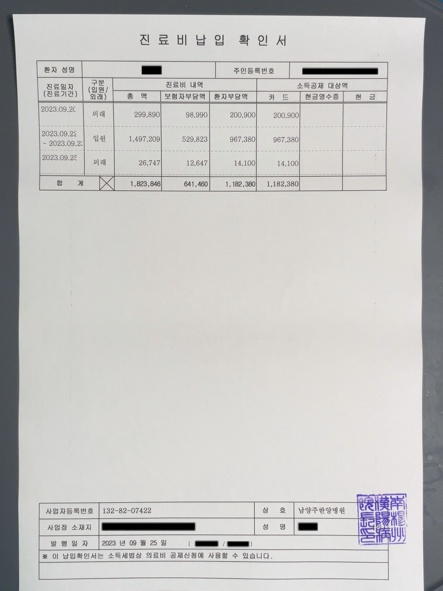 진료비납입 확인서
환자 성명 주민등록번호
진료일자 (진료기간) 구분 (입원/외래) 진료비 내역 소득공제 대상액
총 액 보험자부담액 환자부담액 카 드 현금영수증 현 금
2023.09.20 외래 299,890 98,990 200,900 200,900
2023.09.22 ~ 2023.09.2 입원 1,497,209 529,823 967,380 967,380
2023.09.25 외래 26,747 12,647 14,100 14,100
합 계 1,823,846 641,460 1,182,380 1,182,380
사업자등록번호 132-82-07422 상 호 남양주한양병원
사업장 소재지 성 명
발 행 일 자 2023 년 09 월 25 일 ( / )
※ 이 납입확인서는 소득세법상 의료비 공제신청에 사용할 수 있습니다.
南楊州
漢陽病
院長印